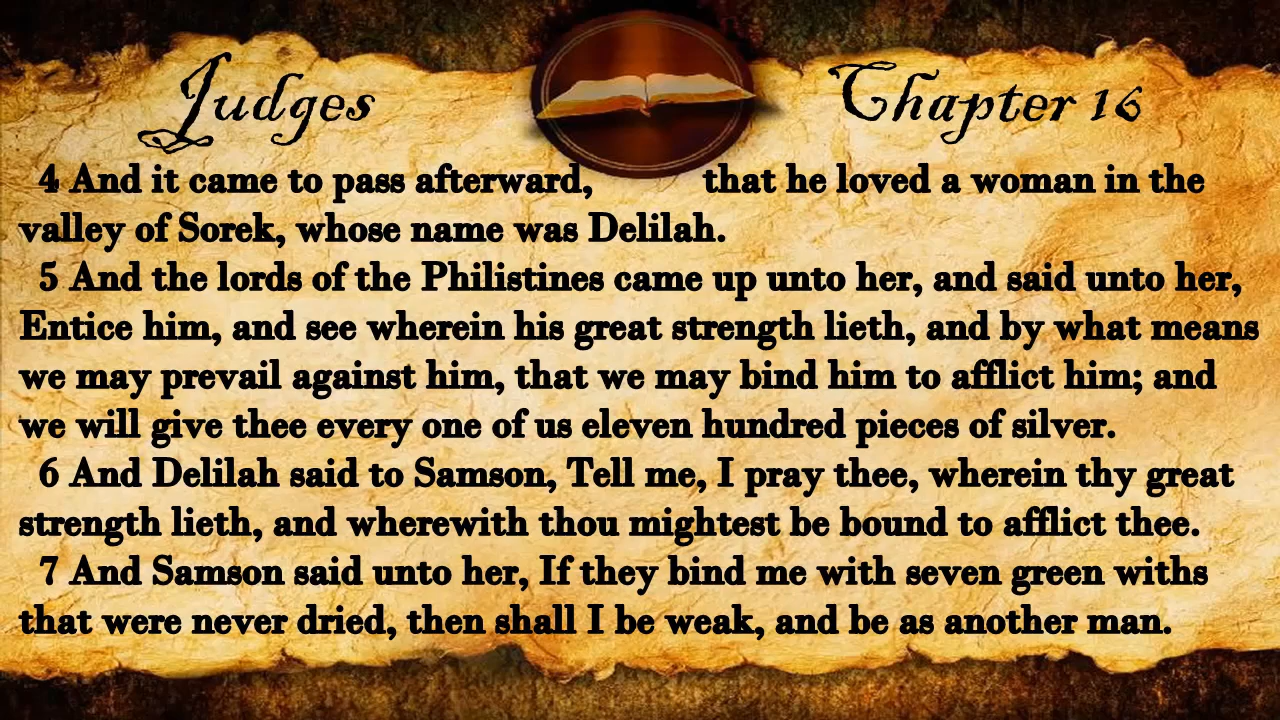 Judges
Chapter 16
4 And it came to pass afterward, that he loved a woman in the
valley of Sorek, whose name was Delilah.
5 And the lords of the Philistines came up unto her, and said unto her,
Entice him, and see wherein his great strength lieth, and by what means
we may prevail against him, that we may bind him to afflict him; and
we will give thee every one of us eleven hundred pieces of silver.
6 And Delilah said to Samson, Tell me, I pray thee, wherein thy great
strength lieth, and wherewith thou mightest be bound to afflict thee.
7 And Samson said unto her, If they bind me with seven green withs
that were never dried, then shall I be weak, and be as another man.